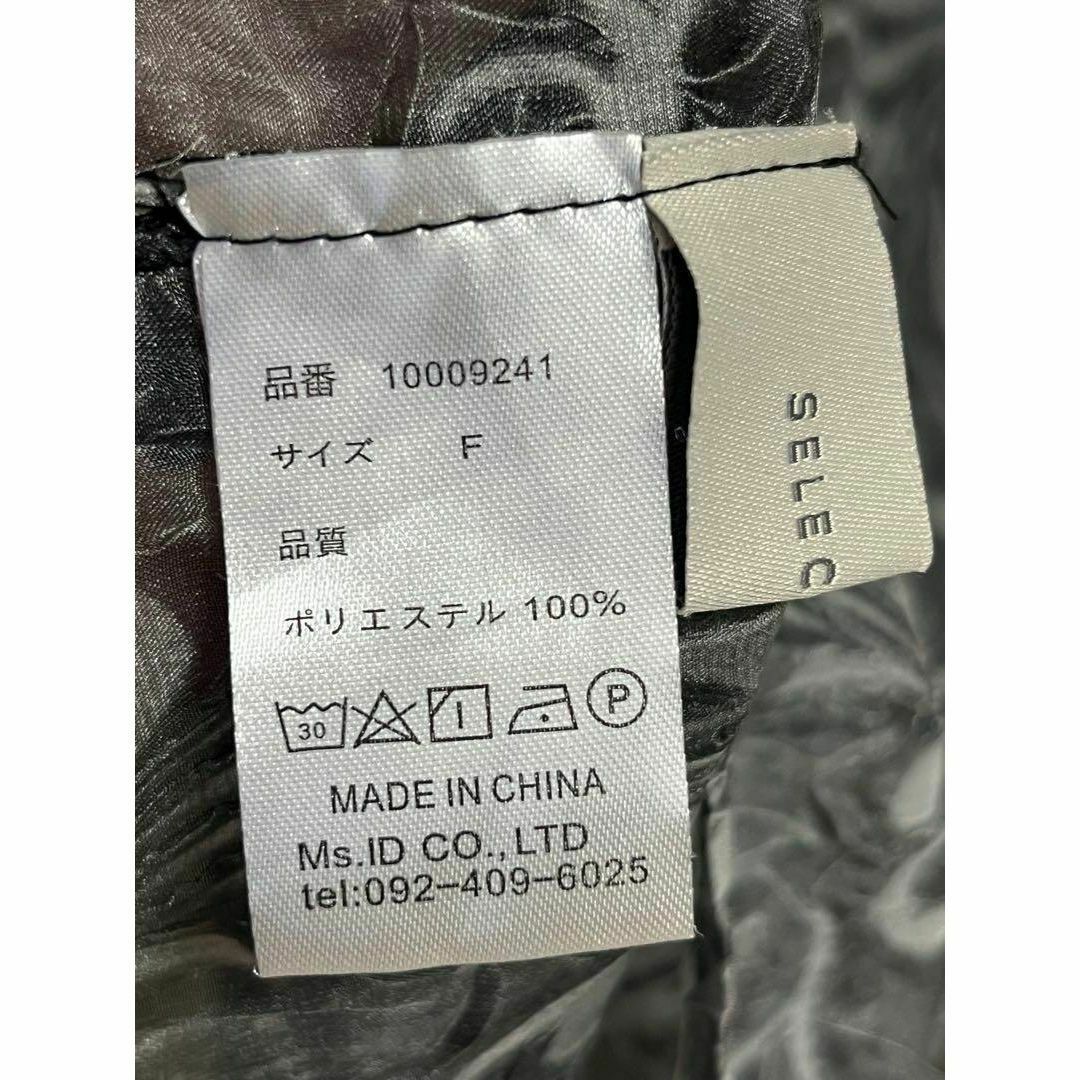 品番 10009241
サイズ F
品質
ポリエステル 100%
30
P
MADE IN CHINA
Ms.ID CO.,LTD
tel:092-409-6025
SELEC